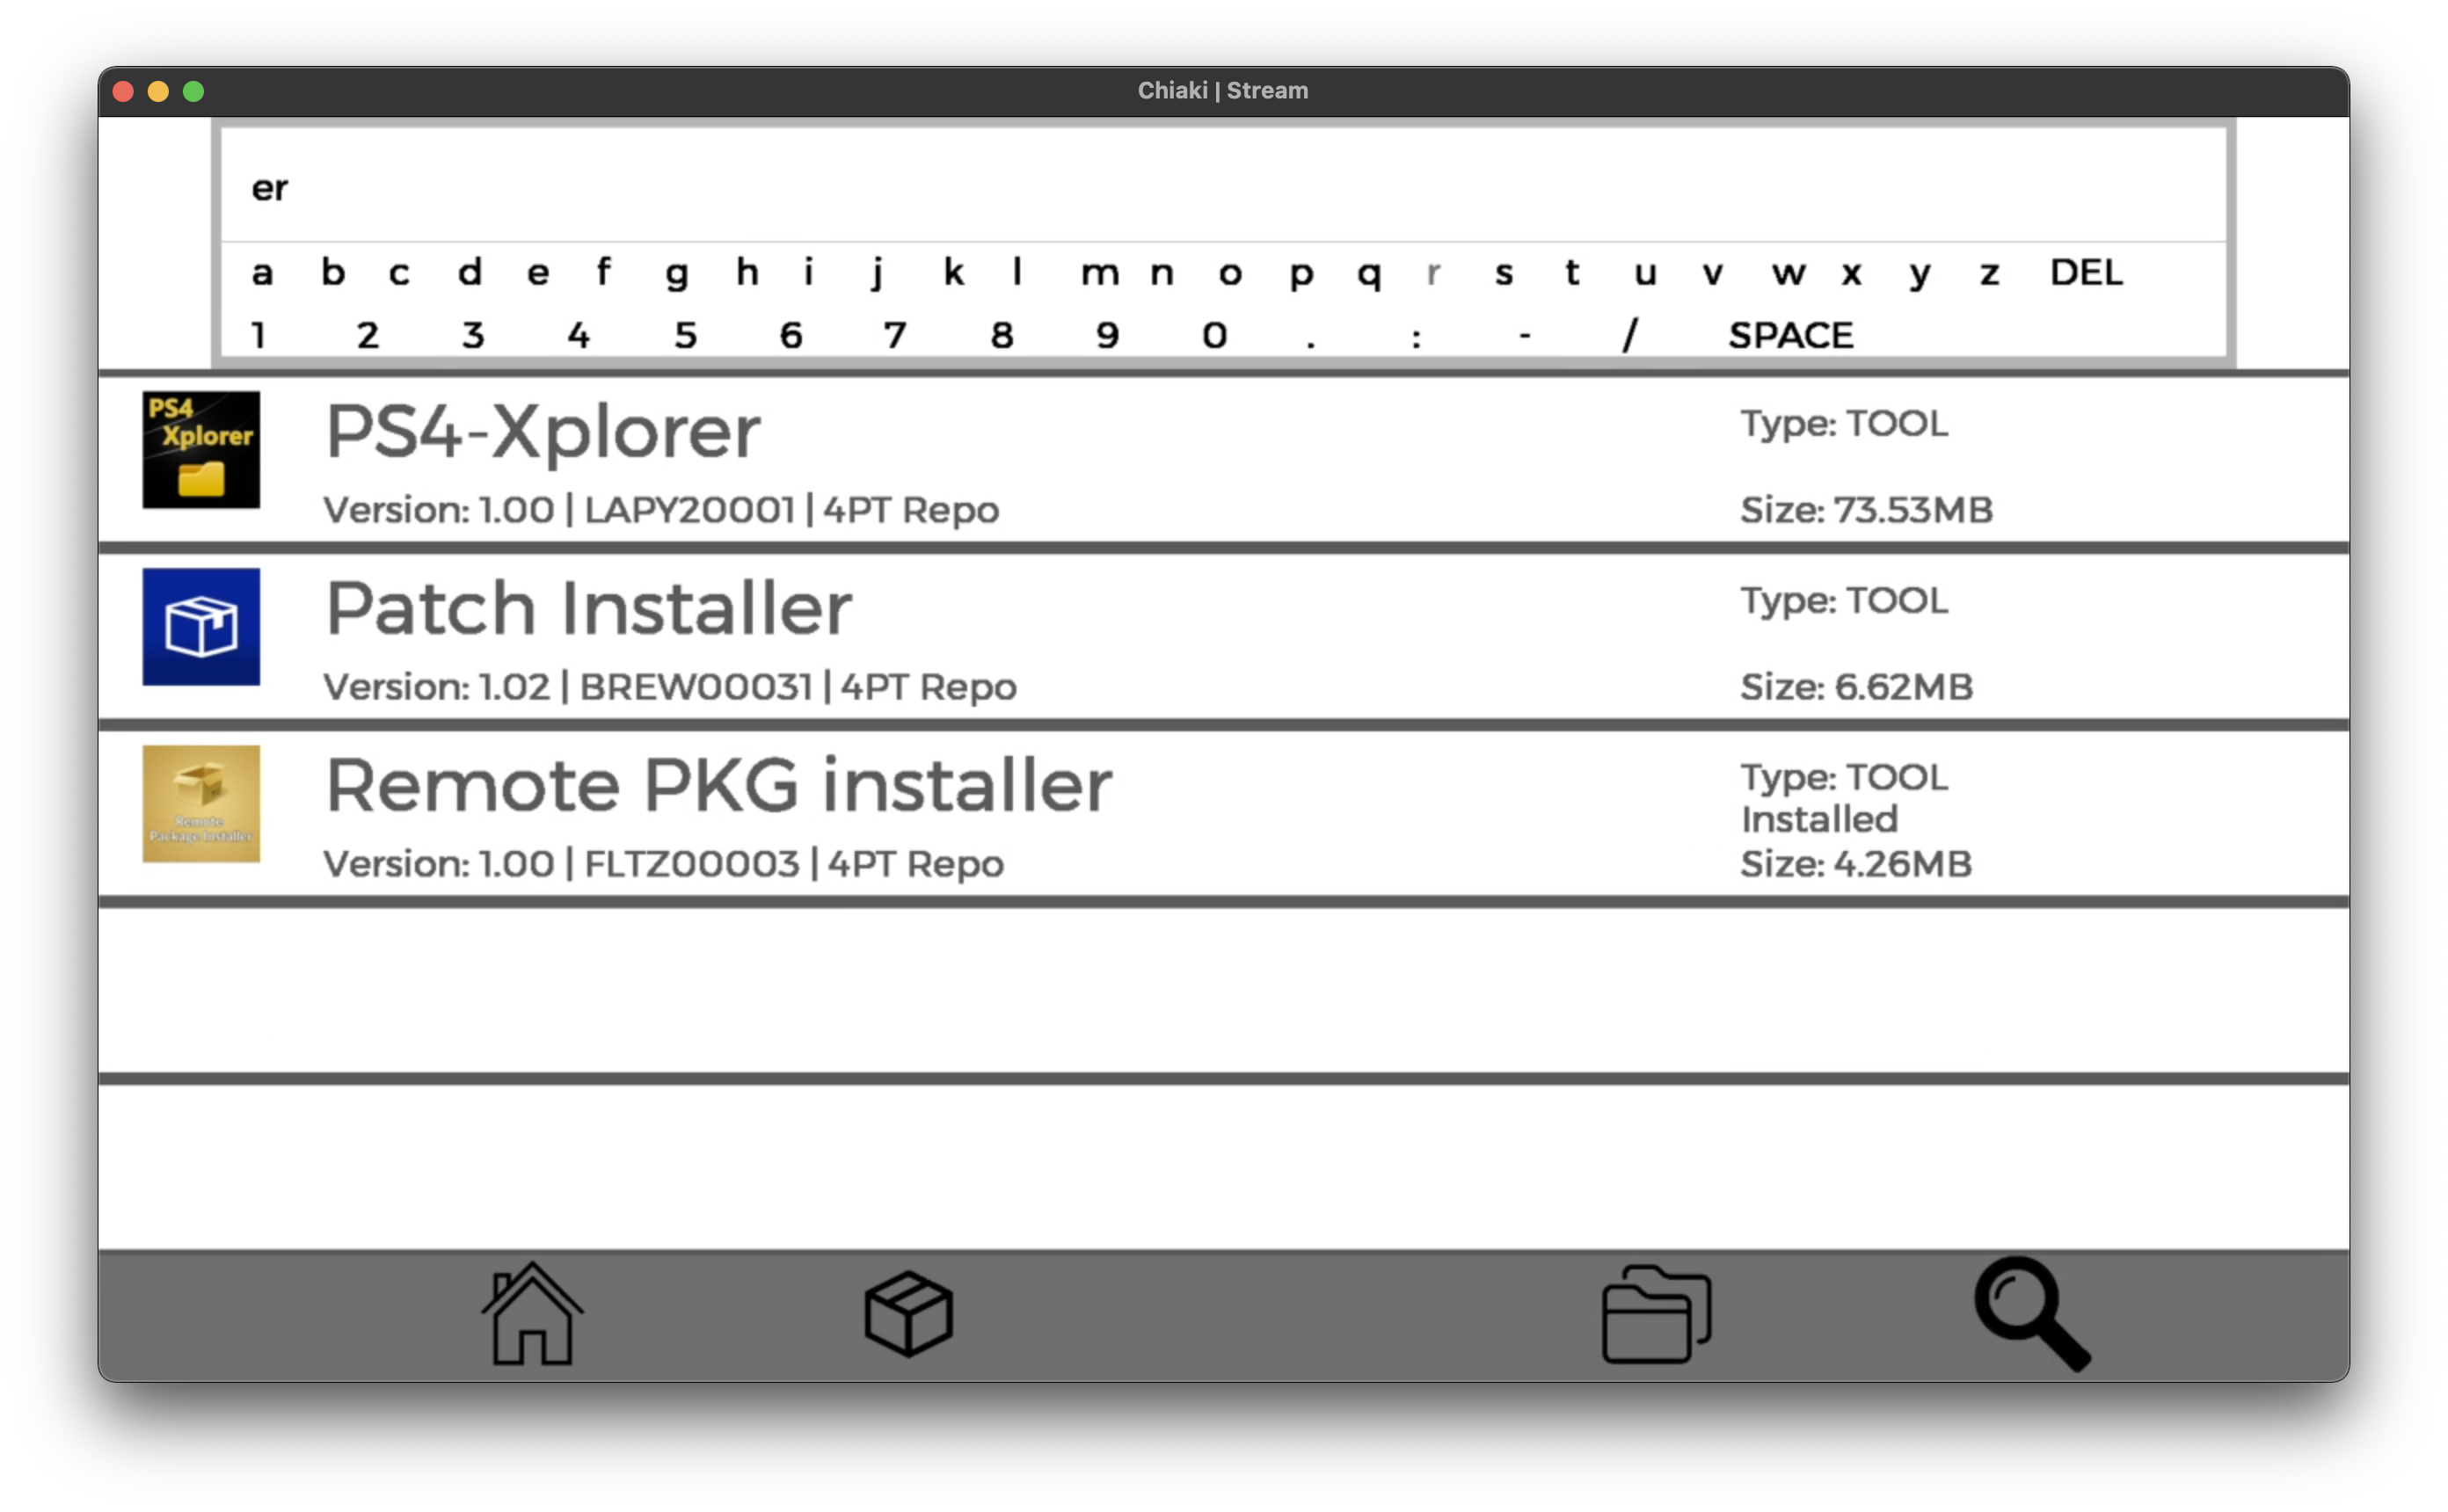 Chiaki | Stream
er
a b c d e f g h i j k l m n o p q r s t u v w x y z DEL
1 2 3 4 5 6 7 8 9 0 . : - / SPACE
PS4
Xplorer
PS4-Xplorer
Type: TOOL
Version: 1.00 | LAPY20001 | 4PT Repo
Size: 73.53MB
Patch Installer
Type: TOOL
Version: 1.02 | BREW00031 | 4PT Repo
Size: 6.62MB
Remote
Package Installer
Remote PKG installer
Type: TOOL
Installed
Version: 1.00 | FLTZ00003 | 4PT Repo
Size: 4.26MB